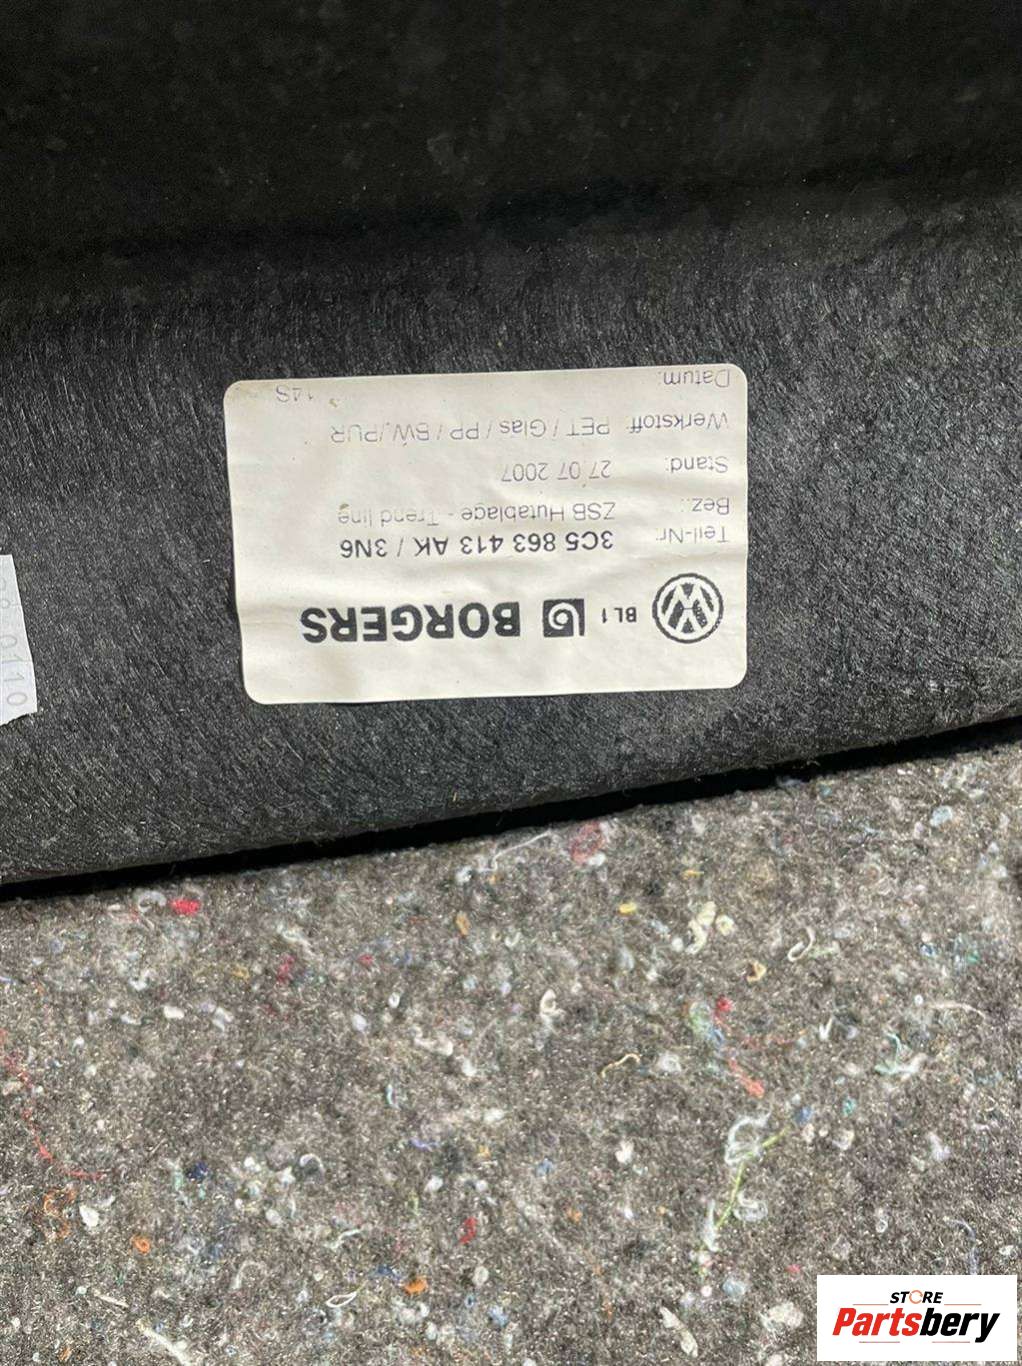 BL 1 BORGERS
Teil-Nr.: 3C5 863 413 AK / 3N6
Bez.: ZSB Hutablage - Trend line
Stand: 27.07.2007
Werkstoff: PET / Glas / PP / BW./PUR
Datum: 14S
STORE
Partsbery